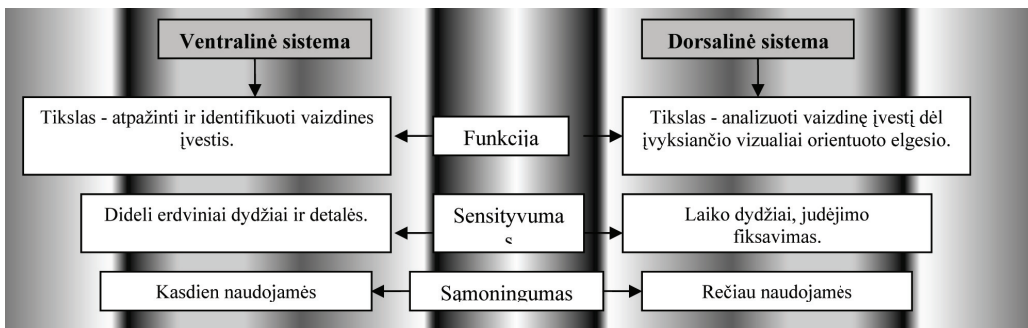 Ventralinė sistema
Dorsalinė sistema
Tikslas - atpažinti ir identifikuoti vaizdines
įvestis.
Funkcija
Tikslas - analizuoti vaizdinę įvestį dėl
įvyksiančio vizualiai orientuoto elgesio.
Dideli erdviniai dydžiai ir detalės.
Sensityvuma
s
Laiko dydžiai, judėjimo
fiksavimas.
Kasdien naudojamės
Sąmoningumas
Rečiau naudojamės